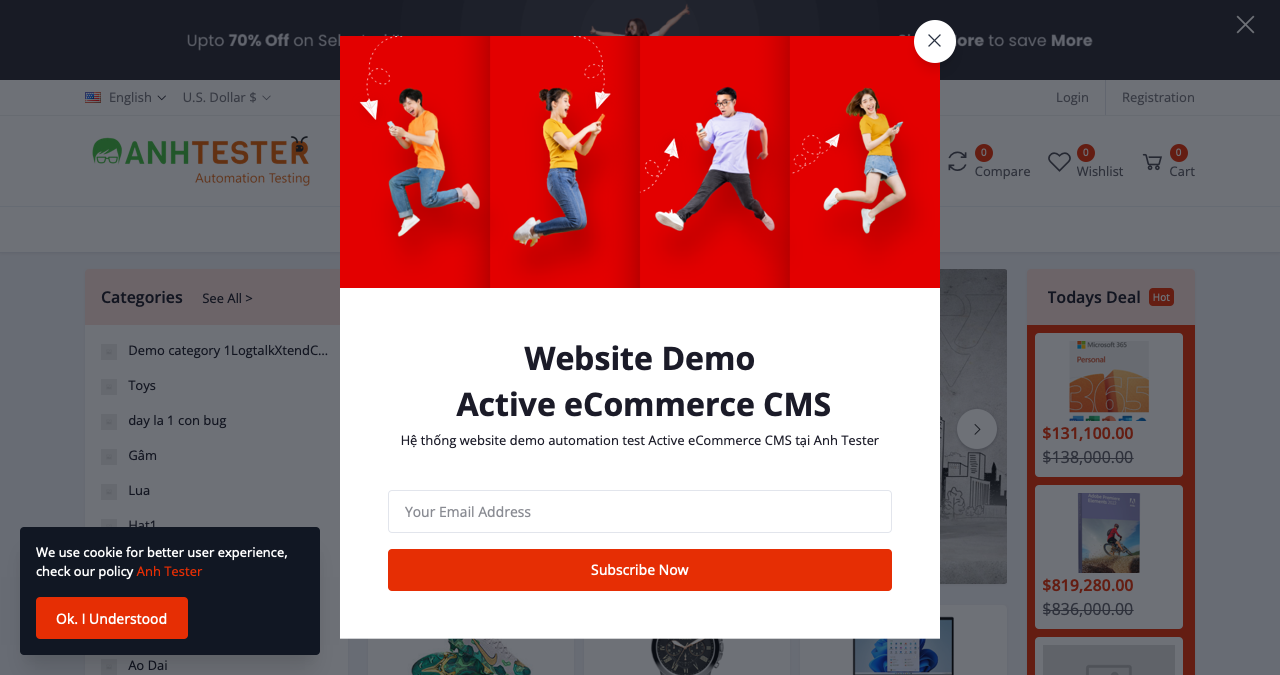 Upto 70% Off on Sele
ore to save More
English
U.S. Dollar $
Login
Registration
ANHTESTER
Automation Testing
0
Compare
0
Wishlist
0
Cart
Categories
See All >
Demo category 1LogtalkXtendC...
Toys
day la 1 con bug
Gâm
Lua
Hat1
Ao Dai
Website Demo
Active eCommerce CMS
Hệ thống website demo automation test Active eCommerce CMS tại Anh Tester
Your Email Address
Subscribe Now
Todays Deal Hot
Microsoft 365
Personal
365
$131,100.00
$138,000.00
$819,280.00
$836,000.00
We use cookie for better user experience,
check our policy Anh Tester
Ok. I Understood